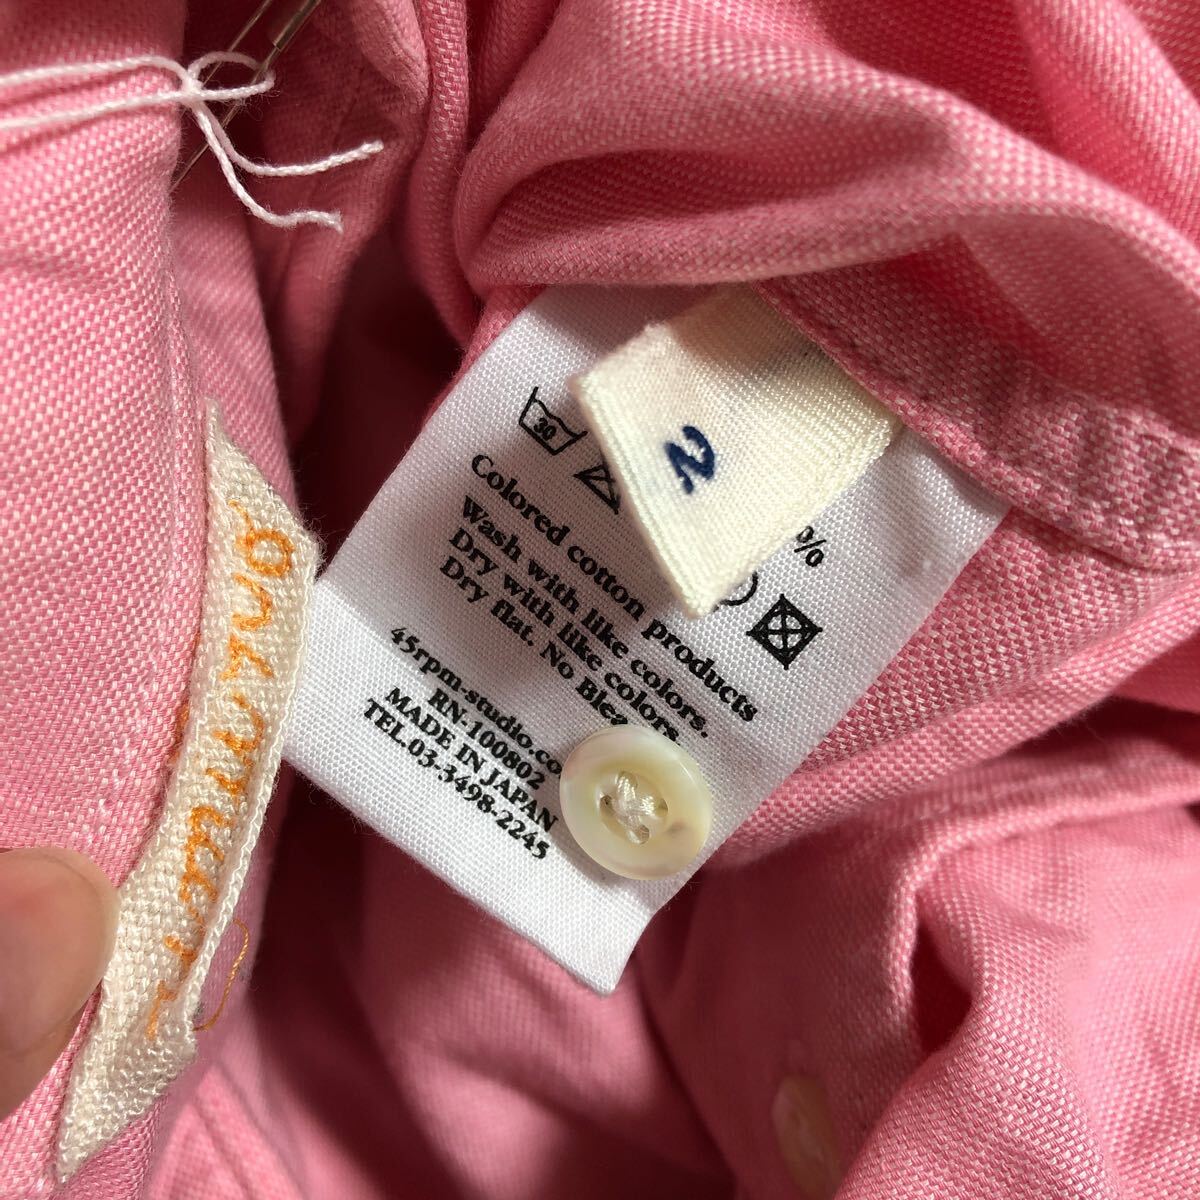 2
30
%
Colored cotton products
Wash with like colors.
Dry with like colors.
Dry flat. No Blea
45rpm-studio.co
RN-100802
MADE IN JAPAN
TEL.03-3498-2245